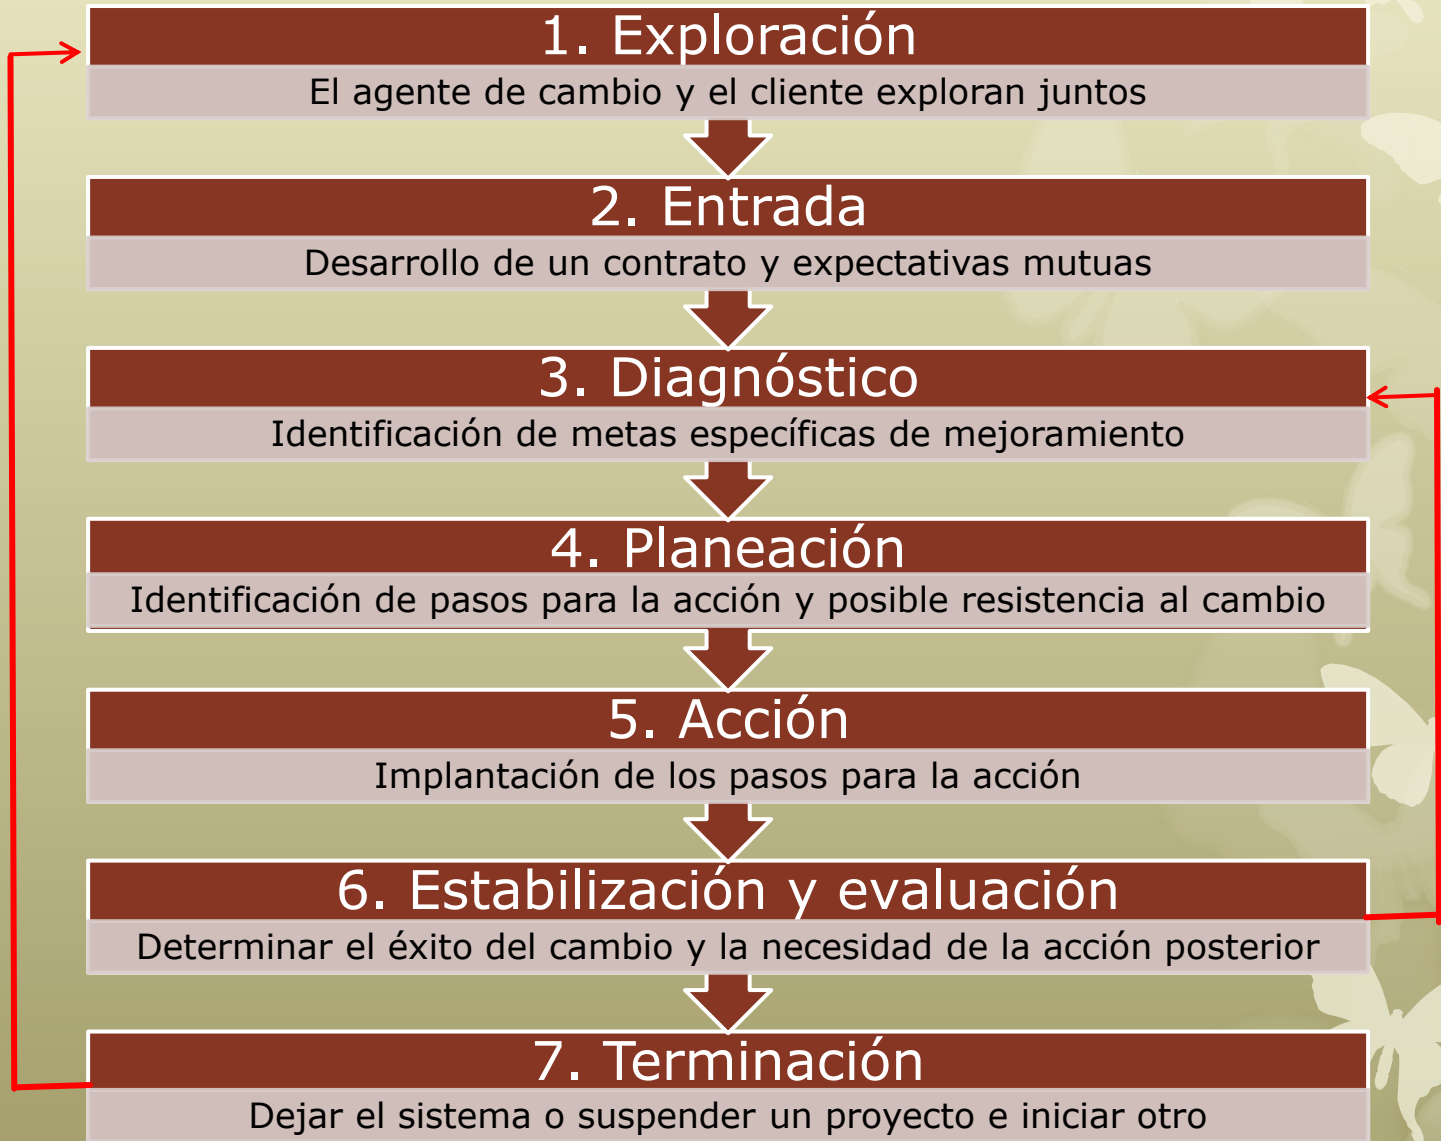 1. Exploración
El agente de cambio y el cliente exploran juntos
2. Entrada
Desarrollo de un contrato y expectativas mutuas
3. Diagnóstico
Identificación de metas específicas de mejoramiento
4. Planeación
Identificación de pasos para la acción y posible resistencia al cambio
5. Acción
Implantación de los pasos para la acción
6. Estabilización y evaluación
Determinar el éxito del cambio y la necesidad de la acción posterior
7. Terminación
Dejar el sistema o suspender un proyecto e iniciar otro